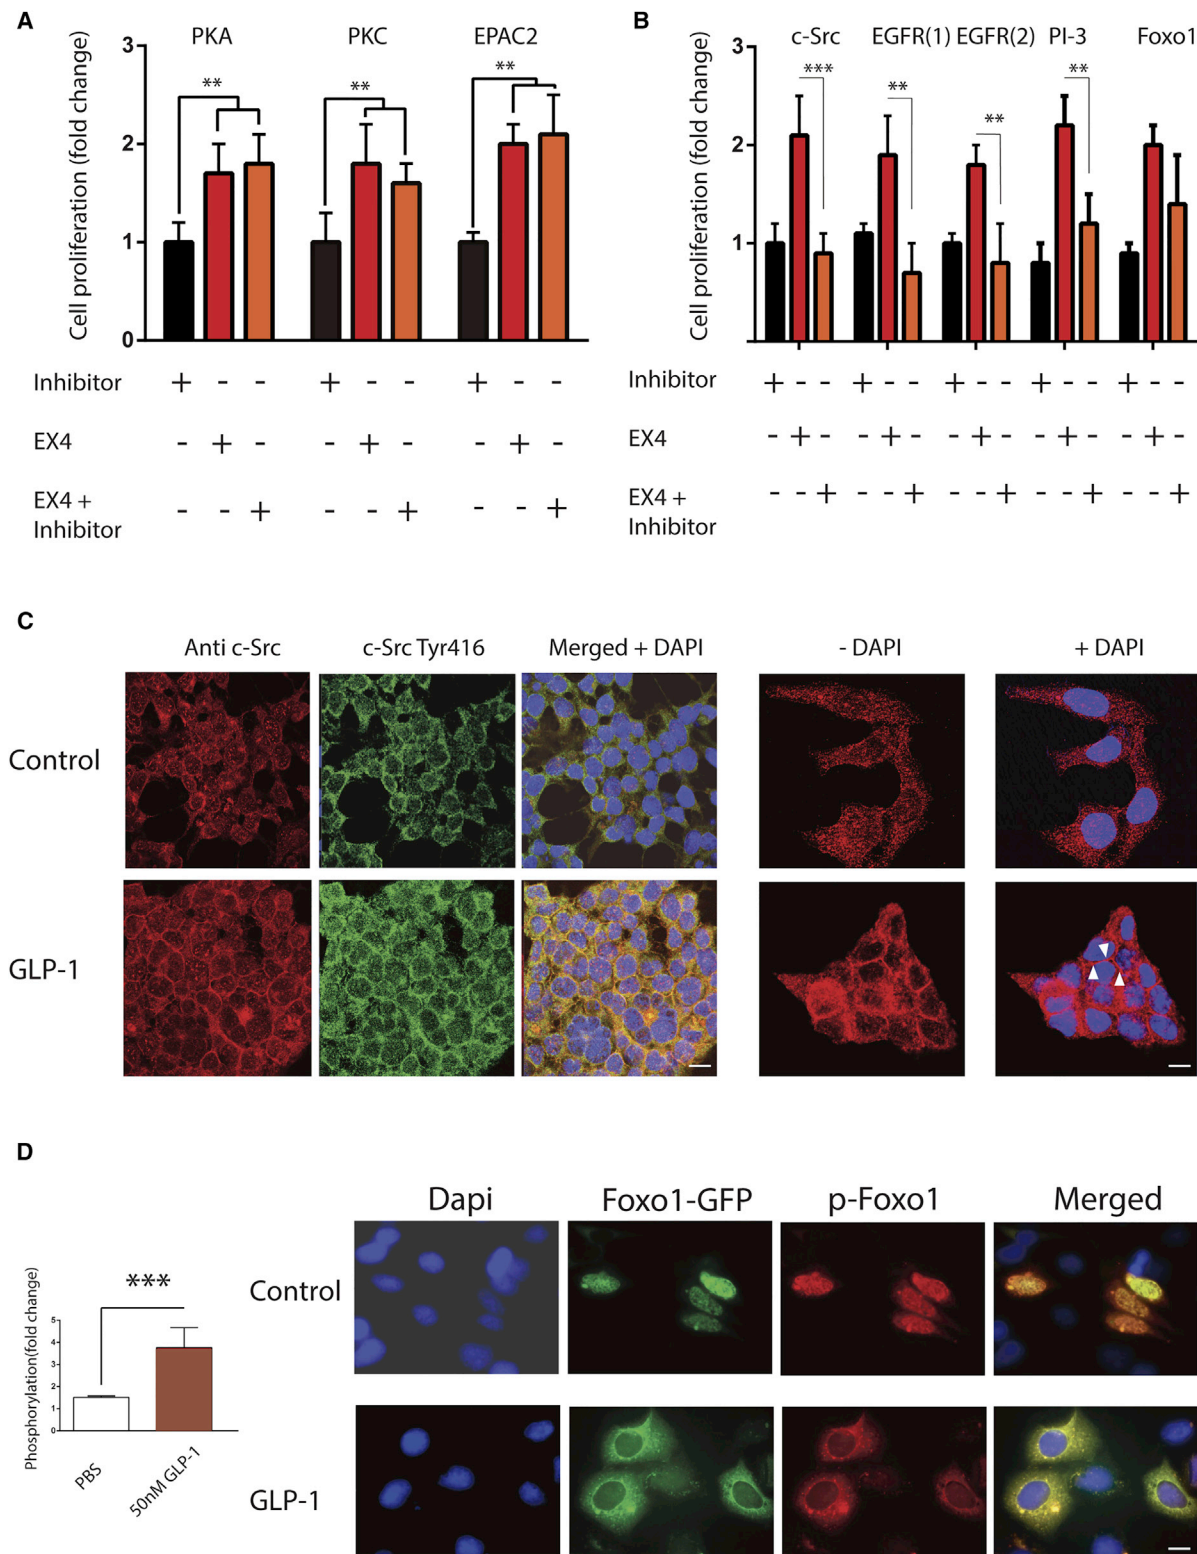 A
PKA PKC EPAC2
Cell proliferation (fold change)
3
2
1
0
** ** **
Inhibitor + - - + - - + - -
EX4 - + - - + - - + -
EX4 +
Inhibitor - - + - - + - - +
B
c-Src EGFR(1) EGFR(2) PI-3 Foxo1
Cell proliferation (fold change)
3
2
1
*** ** ** **
Inhibitor + - - + - - + - - + - - + - -
EX4 - + - - + - - + - - + - - + -
EX4 +
Inhibitor - - + - - + - - + - - + - - +
C
Anti c-Src c-Src Tyr416 Merged + DAPI - DAPI + DAPI
Control
GLP-1
D
Phosphorylation(fold change)
***
5
4
3
2
1
0
PBS
50nM GLP-1
Dapi Foxo1-GFP p-Foxo1 Merged
Control
GLP-1